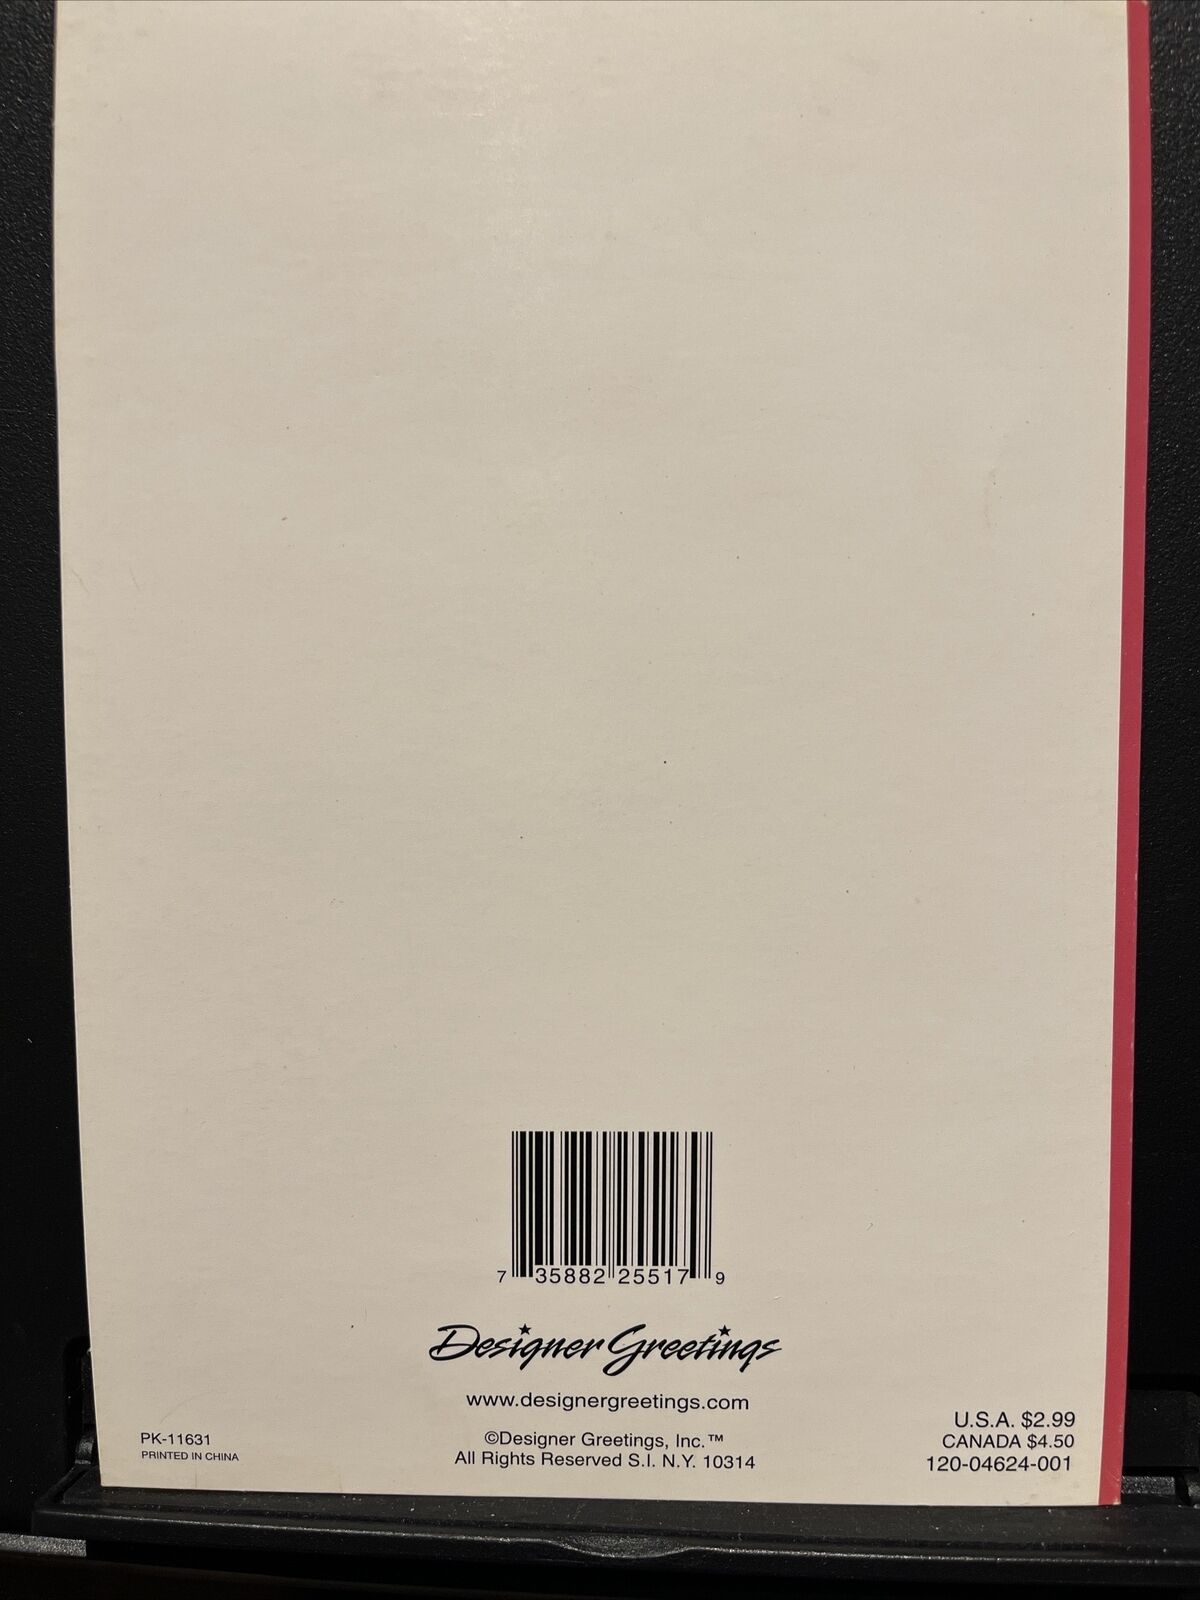 7 35882 25517 9
Designer Greetings
www.designergreetings.com
PK-11631
PRINTED IN CHINA
©Designer Greetings, Inc.™
All Rights Reserved S.I. N.Y. 10314
U.S.A. $2.99
CANADA $4.50
120-04624-001